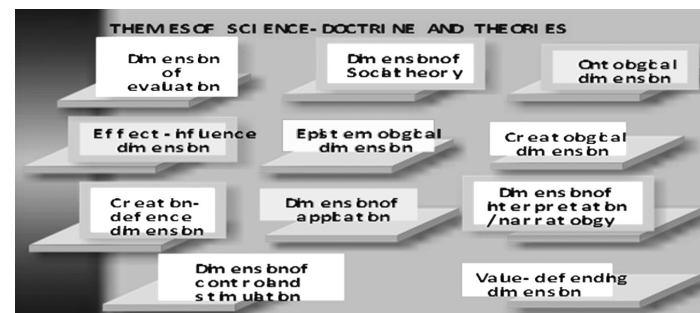 THEMES OF SCIENCE-DOCTRINE AND THEORIES
Dimension
of
evaluation
Dimension of
Social theory
Ontological
dimension
Effect-influence
dimension
Epistemological
dimension
Creatological
dimension
Creation-
defence
dimension
Dimension of
application
Dimension of
interpretation
/narratology
Dimension of
control and
stimulation
Value-defending
dimension